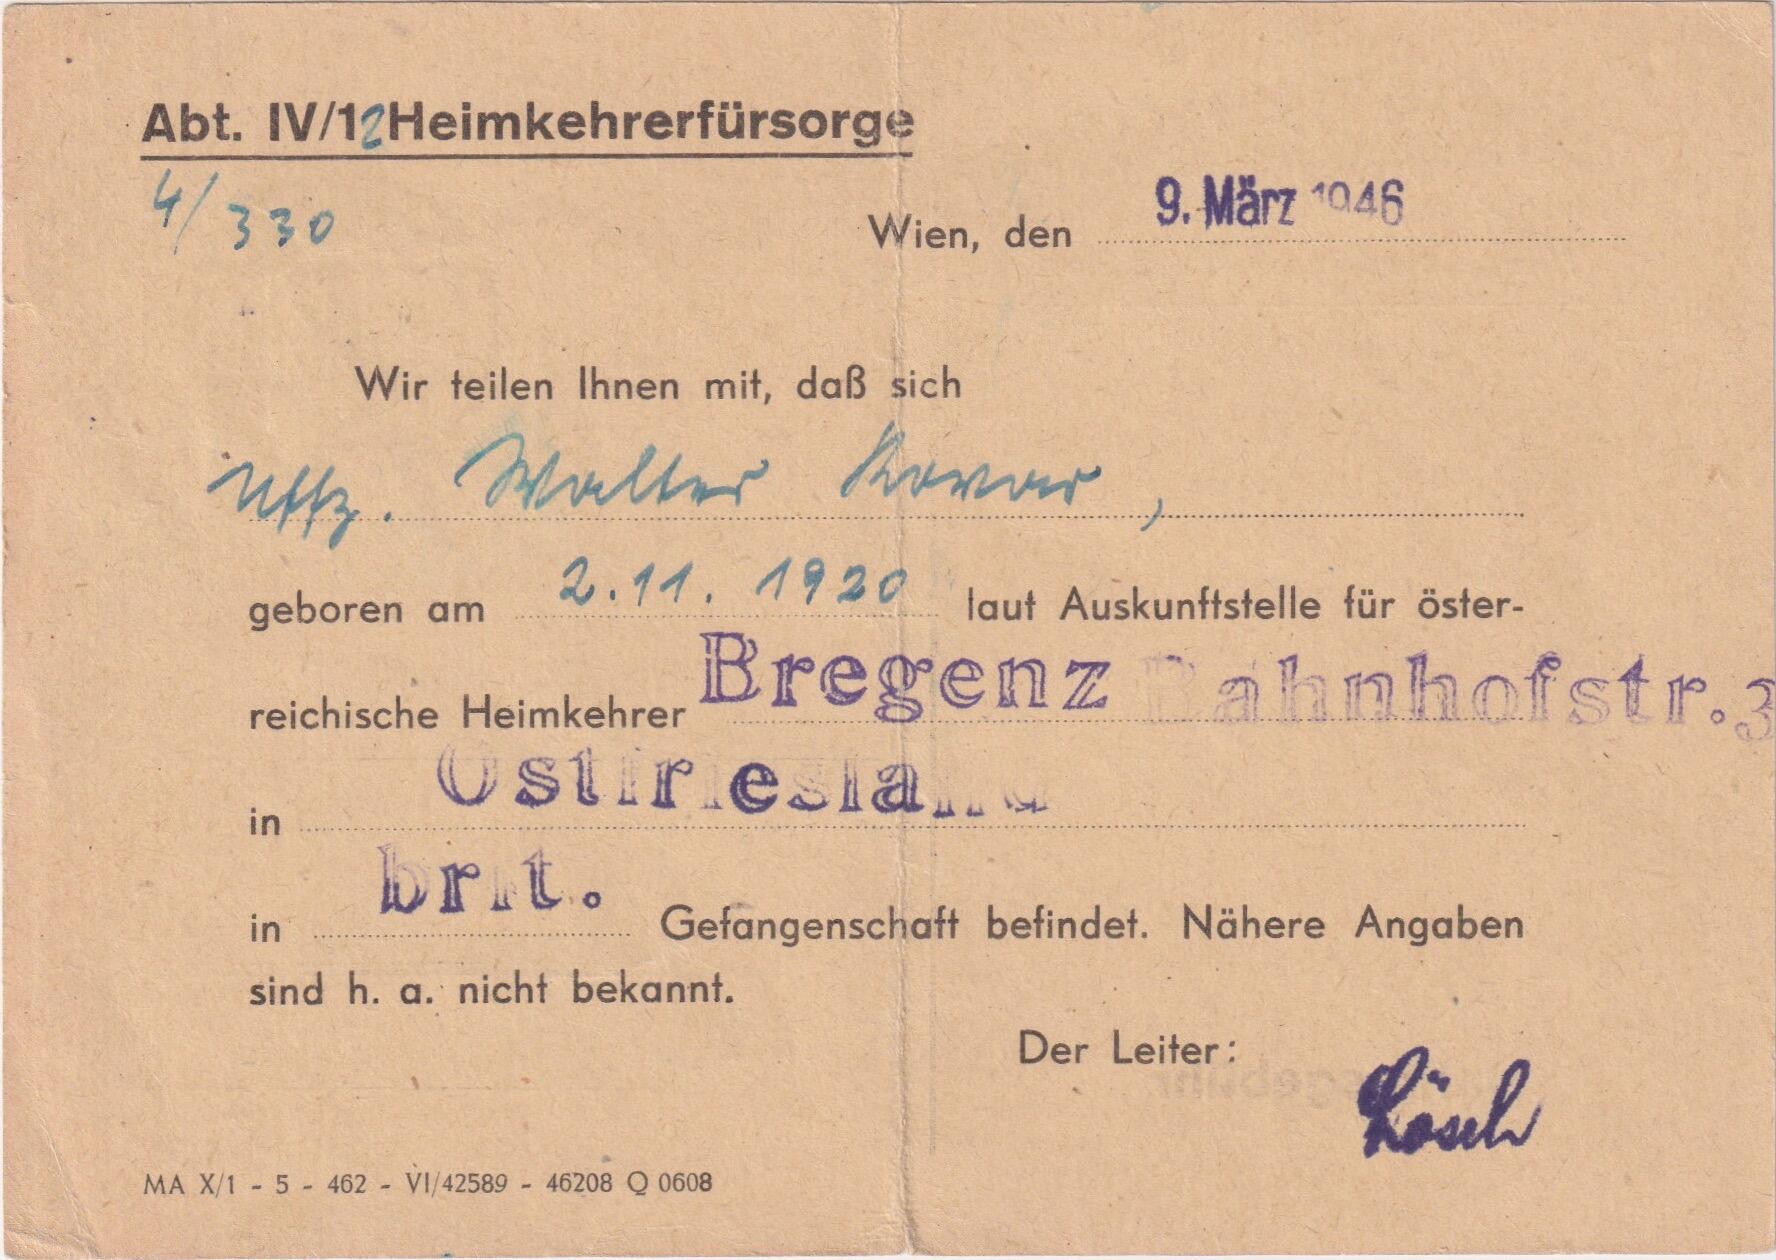 Abt. IV/12 Heimkehrerfürsorge
4/330
Wien, den 9. März 1946
Wir teilen Ihnen mit, daß sich
Uffz. Walter Kovar,
geboren am 2.11.1920 laut Auskunftstelle für öster-
reichische Heimkehrer Bregenz Bahnhofstr. 3
in Ostfriesland
in brit. Gefangenschaft befindet. Nähere Angaben
sind h. a. nicht bekannt.
Der Leiter:
Lösch
MA X/1 - 5 - 462 - VI/42589 - 46208 Q 0608